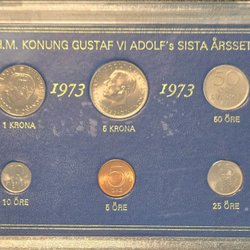 H.M. KONUNG GUSTAF VI ADOLF's SISTA ÅRSSET
1973 1973
1 KRONA 5 KRONA 50 ÖRE
10 ÖRE 5 ÖRE 25 ÖRE